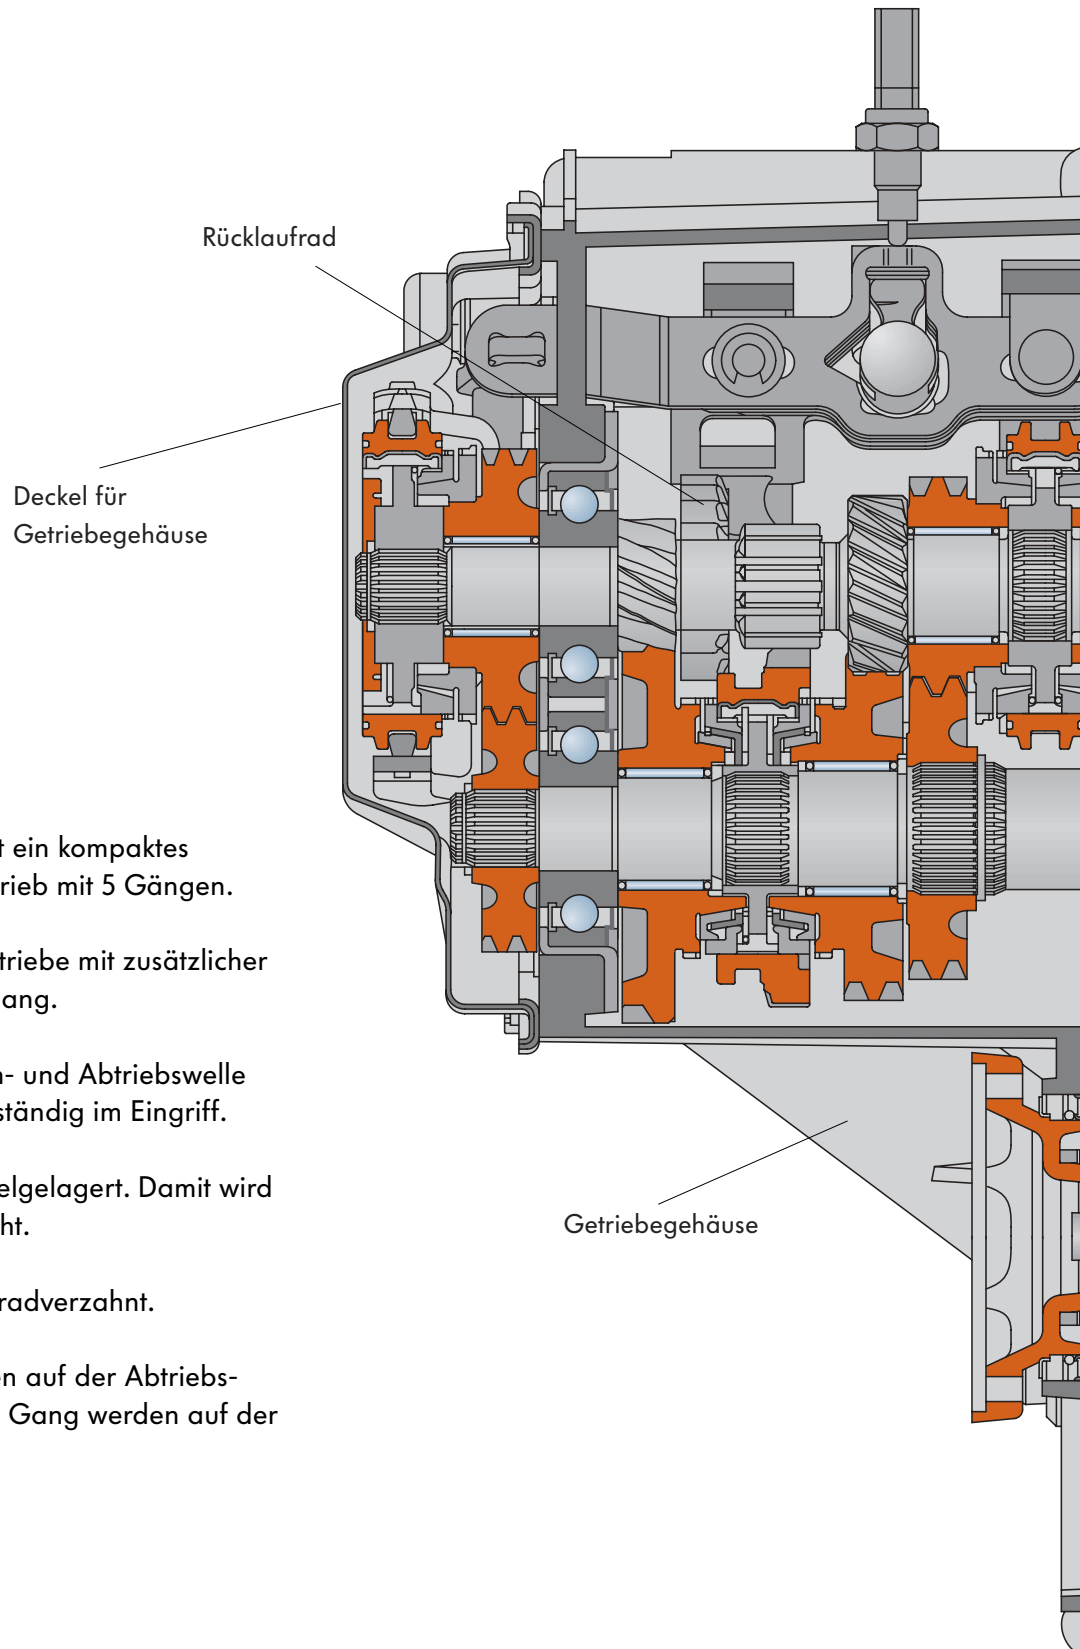 Rücklaufrad
Deckel für
Getriebegehäuse
t ein kompaktes
rieb mit 5 Gängen.
triebe mit zusätzlicher
ang.
- und Abtriebswelle
ständig im Eingriff.
elgelagert. Damit wird
ht.
Getriebegehäuse
radverzahnt.
en auf der Abtriebs-
Gang werden auf der